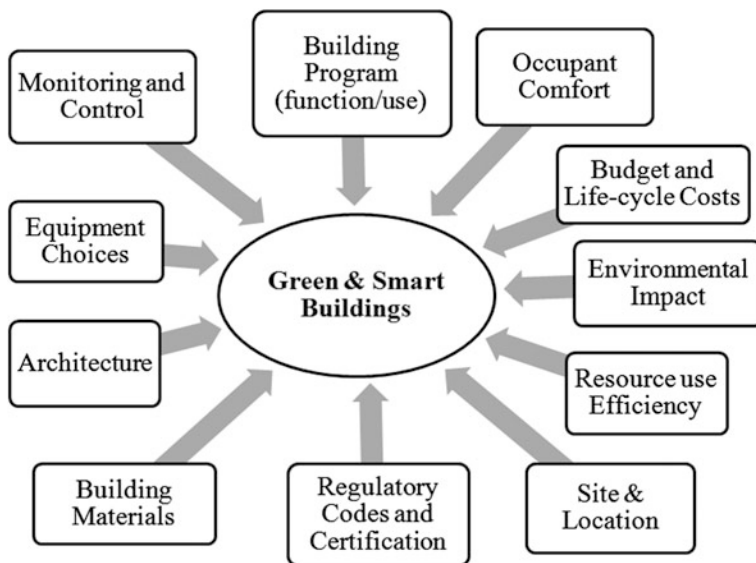 Monitoring and
Control
Building
Program
(function/use)
Occupant
Comfort
Budget and
Life-cycle Costs
Equipment
Choices
Green & Smart
Buildings
Environmental
Impact
Architecture
Resource use
Efficiency
Building
Materials
Regulatory
Codes and
Certification
Site &
Location